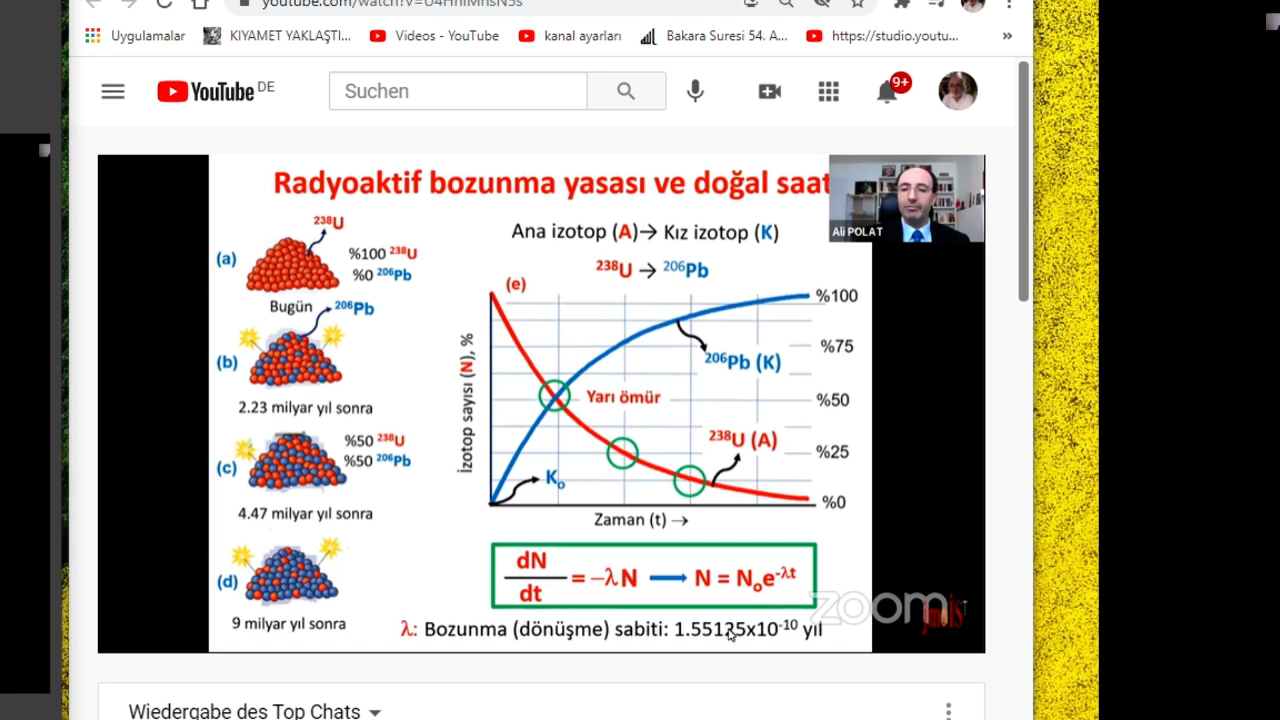 youtube.com/watch?v=U4HhlMnsN5s
Uygulamalar
KIYAMET YAKLAŞTI...
Videos - YouTube
kanal ayarları
Bakara Suresi 54. A...
https://studio.youtu...
»
YouTube DE
Suchen
9+
Radyoaktif bozunma yasası ve doğal saat
Ali POLAT
Ana izotop (A)→ Kız izotop (K)
²³⁸U → ²⁰⁶Pb
²³⁸U
(a)
%100 ²³⁸U
%0 ²⁰⁶Pb
Bugün
²⁰⁶Pb
(b)
2.23 milyar yıl sonra
(c)
%50 ²³⁸U
%50 ²⁰⁶Pb
4.47 milyar yıl sonra
(d)
9 milyar yıl sonra
(e)
İzotop sayısı (N), %
%100
%75
%50
%25
%0
²⁰⁶Pb (K)
Yarı ömür
²³⁸U (A)
K₀
Zaman (t) →
dN
dt
= –λN → N = N₀e^-λt
zoom
λ: Bozunma (dönüşme) sabiti: 1.55125x10⁻¹⁰ yıl
Wiedergabe des Top Chats